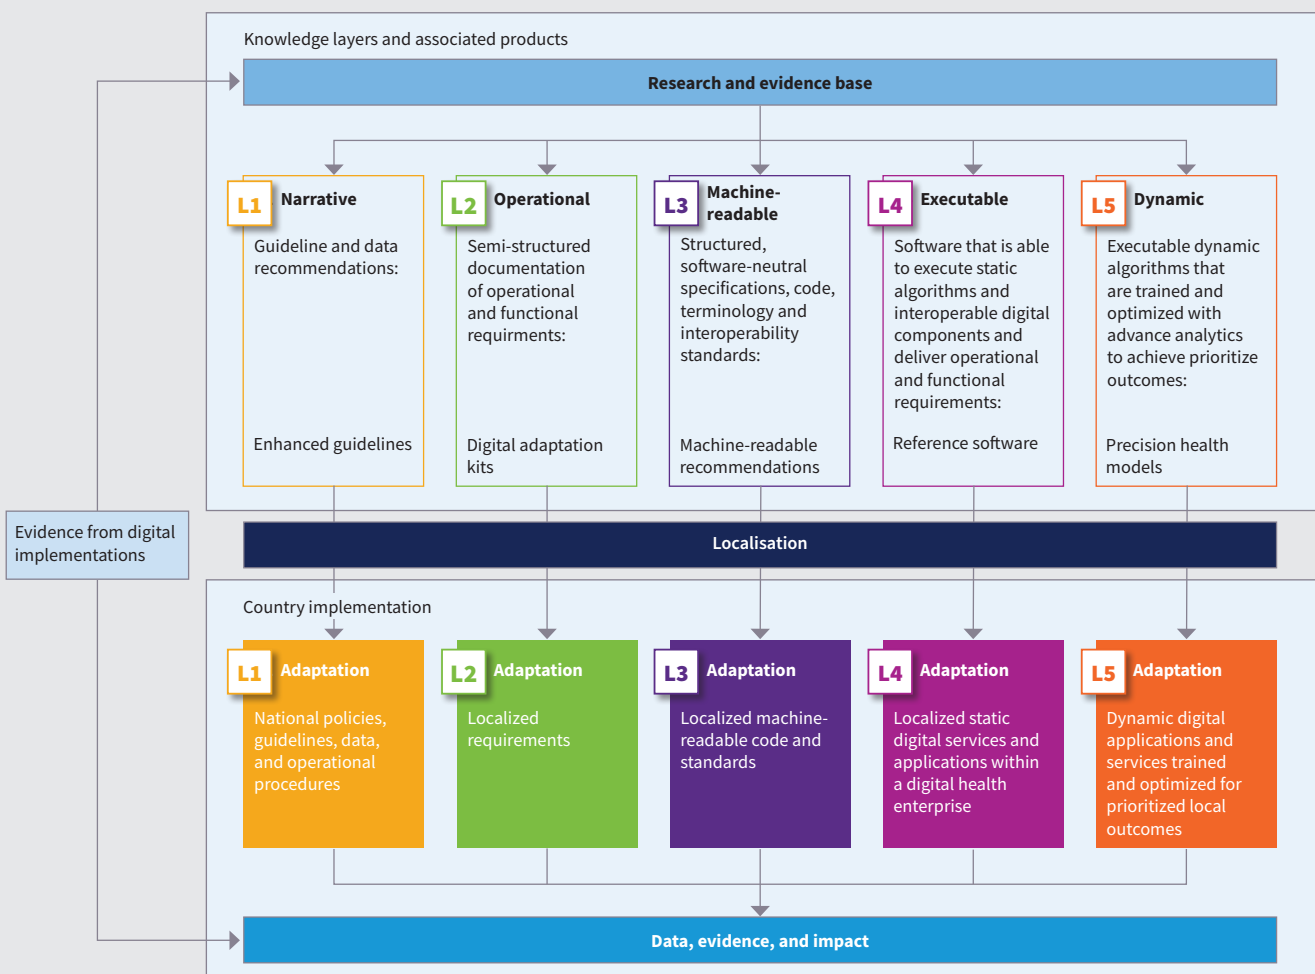 Knowledge layers and associated products
Research and evidence base
L1 Narrative
Guideline and data
recommendations:
Enhanced guidelines
L2 Operational
Semi-structured
documentation
of operational
and functional
requirments:
Digital adaptation
kits
L3 Machine-
readable
Structured,
software-neutral
specifications, code,
terminology and
interoperability
standards:
Machine-readable
recommendations
L4 Executable
Software that is able
to execute static
algorithms and
interoperable digital
components and
deliver operational
and functional
requirements:
Reference software
L5 Dynamic
Executable dynamic
algorithms that
are trained and
optimized with
advance analytics
to achieve prioritize
outcomes:
Precision health
models
Evidence from digital
implementations
Localisation
Country implementation
L1 Adaptation
National policies,
guidelines, data,
and operational
procedures
L2 Adaptation
Localized
requirements
L3 Adaptation
Localized machine-
readable code and
standards
L4 Adaptation
Localized static
digital services and
applications within
a digital health
enterprise
L5 Adaptation
Dynamic digital
applications and
services trained
and optimized for
prioritized local
outcomes
Data, evidence, and impact